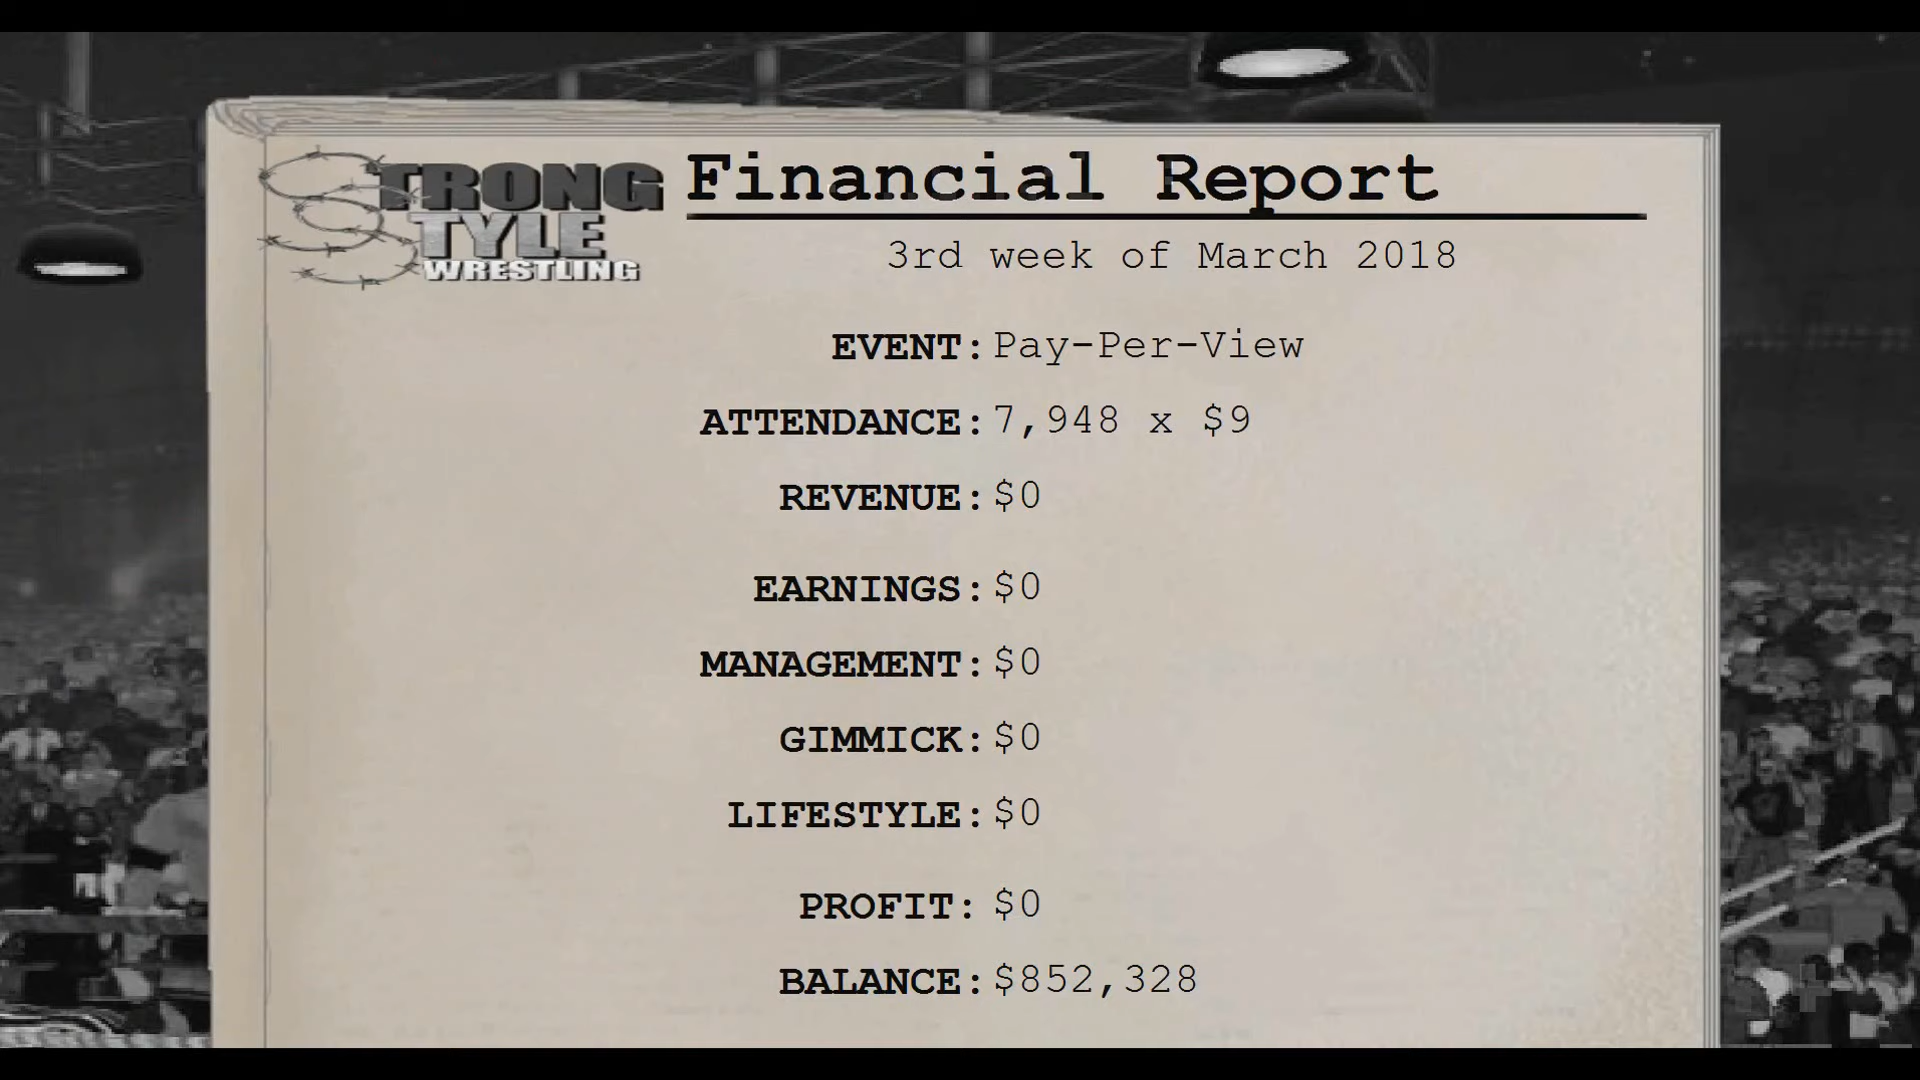 STRONG STYLE WRESTLING
Financial Report
3rd week of March 2018
EVENT: Pay-Per-View
ATTENDANCE: 7,948 x $9
REVENUE: $0
EARNINGS: $0
MANAGEMENT: $0
GIMMICK: $0
LIFESTYLE: $0
PROFIT: $0
BALANCE: $852,328